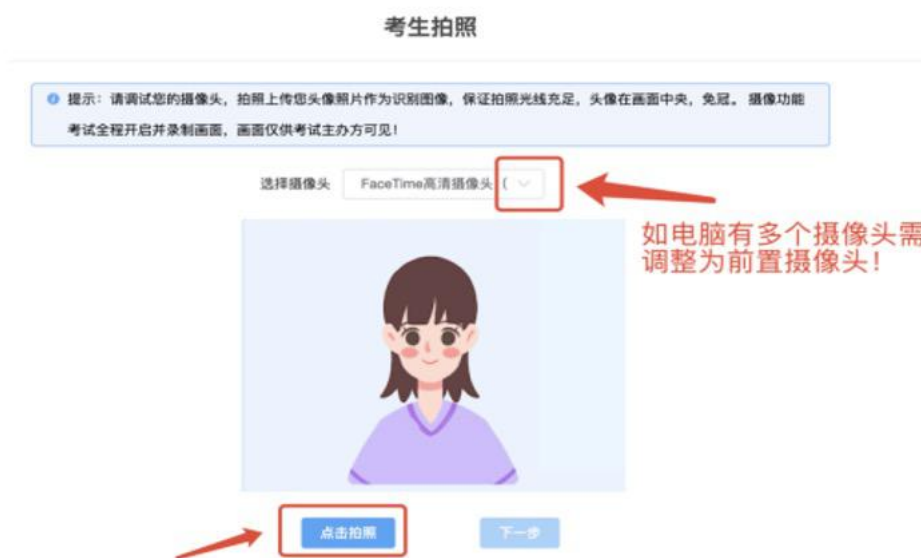 考生拍照
提示：请调试您的摄像头，拍照上传您头像照片作为识别图像，保证拍照光线充足，头像在画面中央，免冠。摄像功能
考试全程开启并录制画面，画面仅供考试主办方可见！
选择摄像头 FaceTime高清摄像头（
如电脑有多个摄像头需
调整为前置摄像头！
点击拍照 下一步